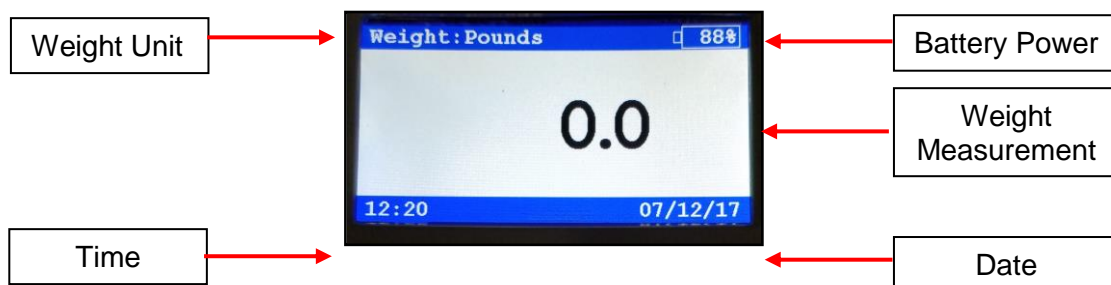 Weight Unit
Weight:Pounds
88%
Battery Power
0.0
Weight
Measurement
12:20
07/12/17
Time
Date